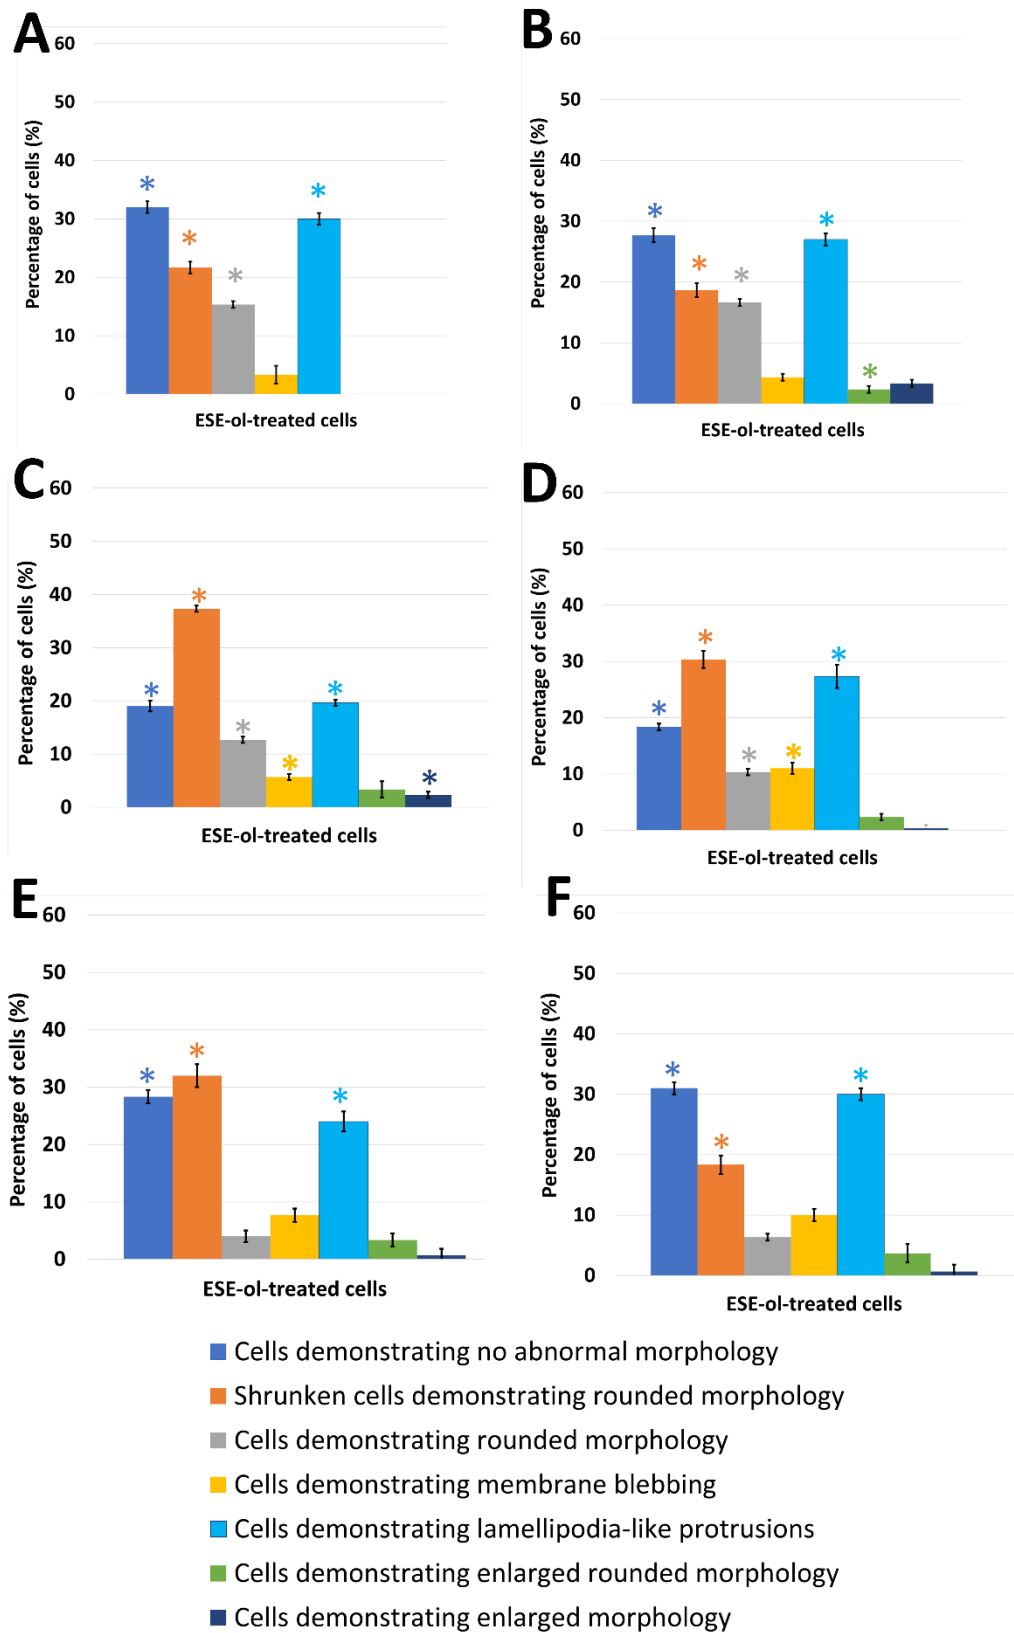 A
60
50
40
30
20
10
0
Percentage of cells (%)
*
*
*
*
ESE-ol-treated cells
B
60
50
40
30
20
10
0
Percentage of cells (%)
*
*
*
*
*
ESE-ol-treated cells
C
60
50
40
30
20
10
0
Percentage of cells (%)
*
*
*
*
*
*
ESE-ol-treated cells
D
60
50
40
30
20
10
0
Percentage of cells (%)
*
*
*
*
*
ESE-ol-treated cells
E
60
50
40
30
20
10
0
Percentage of cells (%)
*
*
*
ESE-ol-treated cells
F
60
50
40
30
20
10
0
Percentage of cells (%)
*
*
*
ESE-ol-treated cells
Cells demonstrating no abnormal morphology
Shrunken cells demonstrating rounded morphology
Cells demonstrating rounded morphology
Cells demonstrating membrane blebbing
Cells demonstrating lamellipodia-like protrusions
Cells demonstrating enlarged rounded morphology
Cells demonstrating enlarged morphology